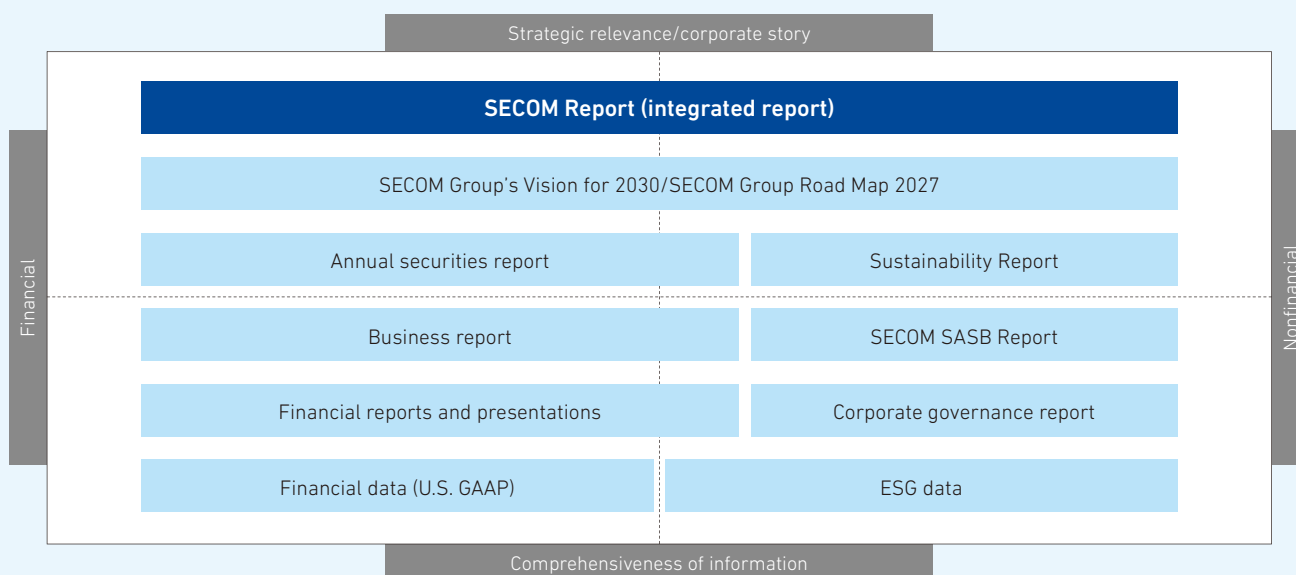 Strategic relevance/corporate story
SECOM Report (integrated report)
SECOM Group’s Vision for 2030/SECOM Group Road Map 2027
Annual securities report
Sustainability Report
Financial
Nonfinancial
Business report
SECOM SASB Report
Financial reports and presentations
Corporate governance report
Financial data (U.S. GAAP)
ESG data
Comprehensiveness of information